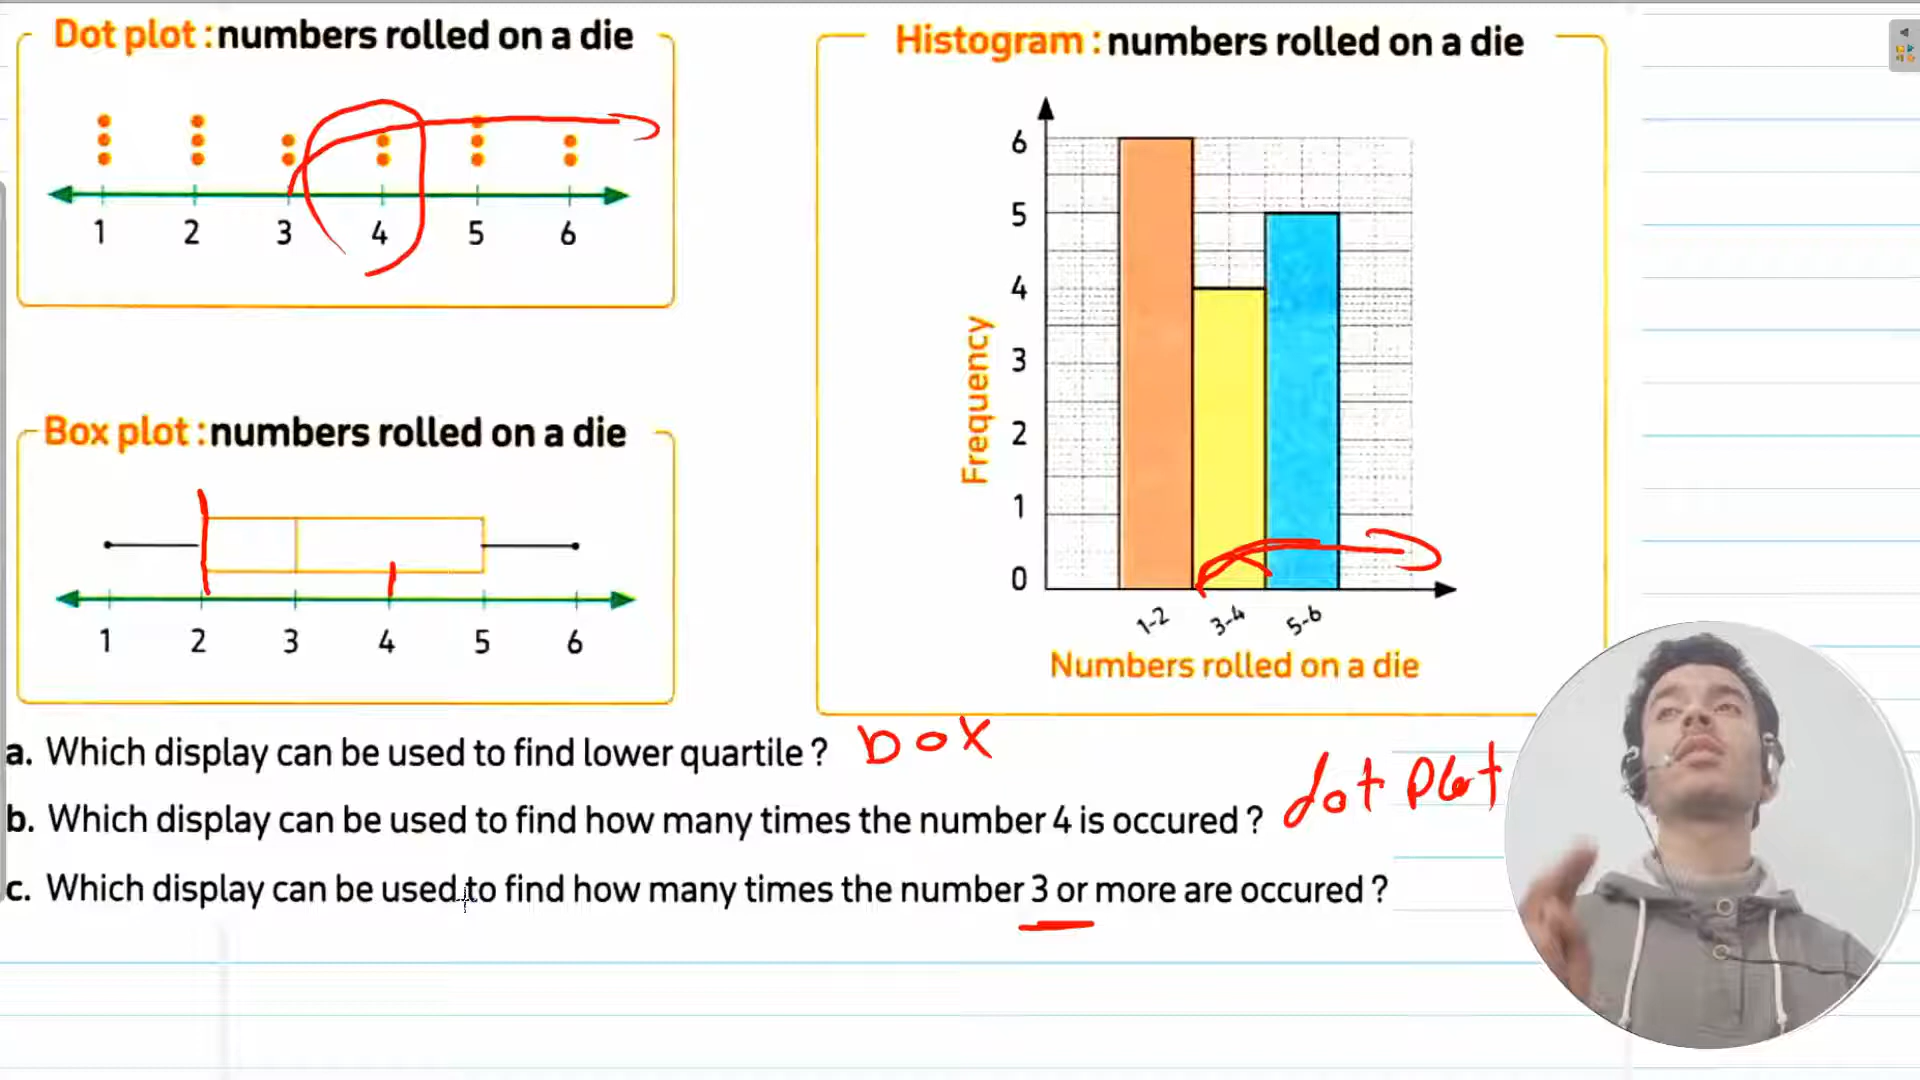 Dot plot : numbers rolled on a die
1 2 3 4 5 6
Box plot : numbers rolled on a die
1 2 3 4 5 6
Histogram : numbers rolled on a die
6
5
4
3
2
1
0
Frequency
1-2 3-4 5-6
Numbers rolled on a die
a. Which display can be used to find lower quartile ? box
b. Which display can be used to find how many times the number 4 is occured ? dot plot
c. Which display can be used to find how many times the number 3 or more are occured ?